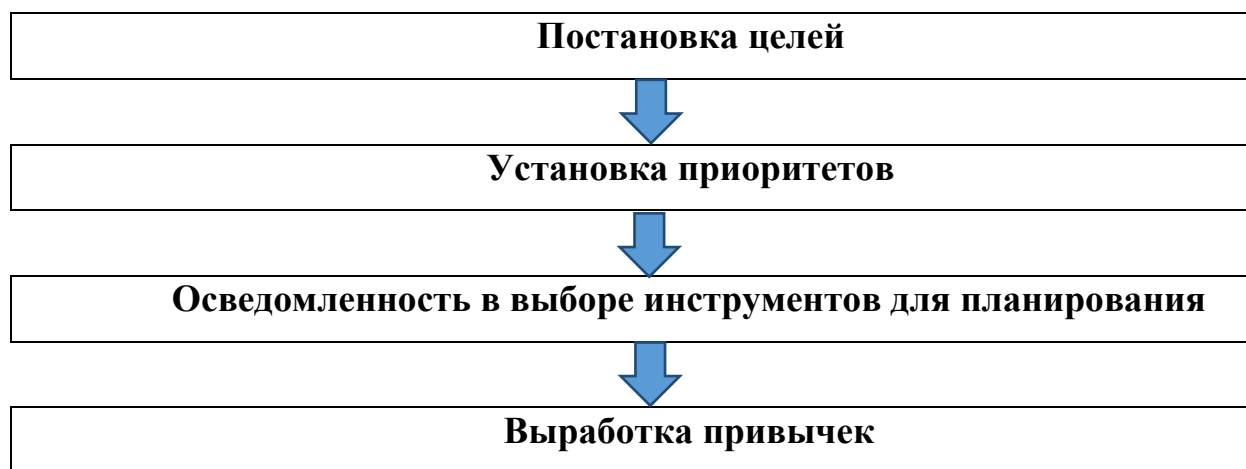 Постановка целей
Установка приоритетов
Осведомленность в выборе инструментов для планирования
Выработка привычек